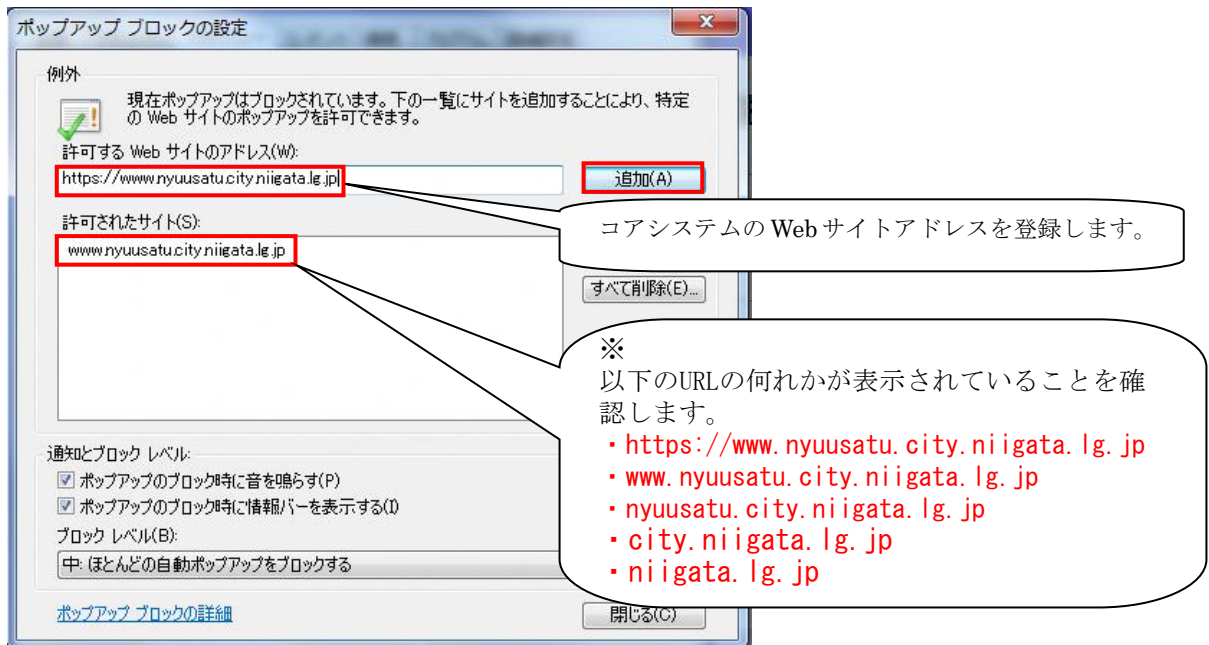 ポップアップ ブロックの設定
例外
現在ポップアップはブロックされています。下の一覧にサイトを追加することにより、特定
の Web サイトのポップアップを許可できます。
許可する Web サイトのアドレス(W):
https://www.nyuusatu.city.niigata.lg.jp
追加(A)
コアシステムの Web サイトアドレスを登録します。
許可されたサイト(S):
www.nyuusatu.city.niigata.lg.jp
すべて削除(E)...
※
以下のURLの何れかが表示されていることを確
認します。
・https://www.nyuusatu.city.niigata.lg.jp
・www.nyuusatu.city.niigata.lg.jp
・nyuusatu.city.niigata.lg.jp
・city.niigata.lg.jp
・niigata.lg.jp
通知とブロック レベル:
ポップアップのブロック時に音を鳴らす(P)
ポップアップのブロック時に情報バーを表示する(I)
ブロック レベル(B):
中: ほとんどの自動ポップアップをブロックする
ポップアップ ブロックの詳細
閉じる(C)